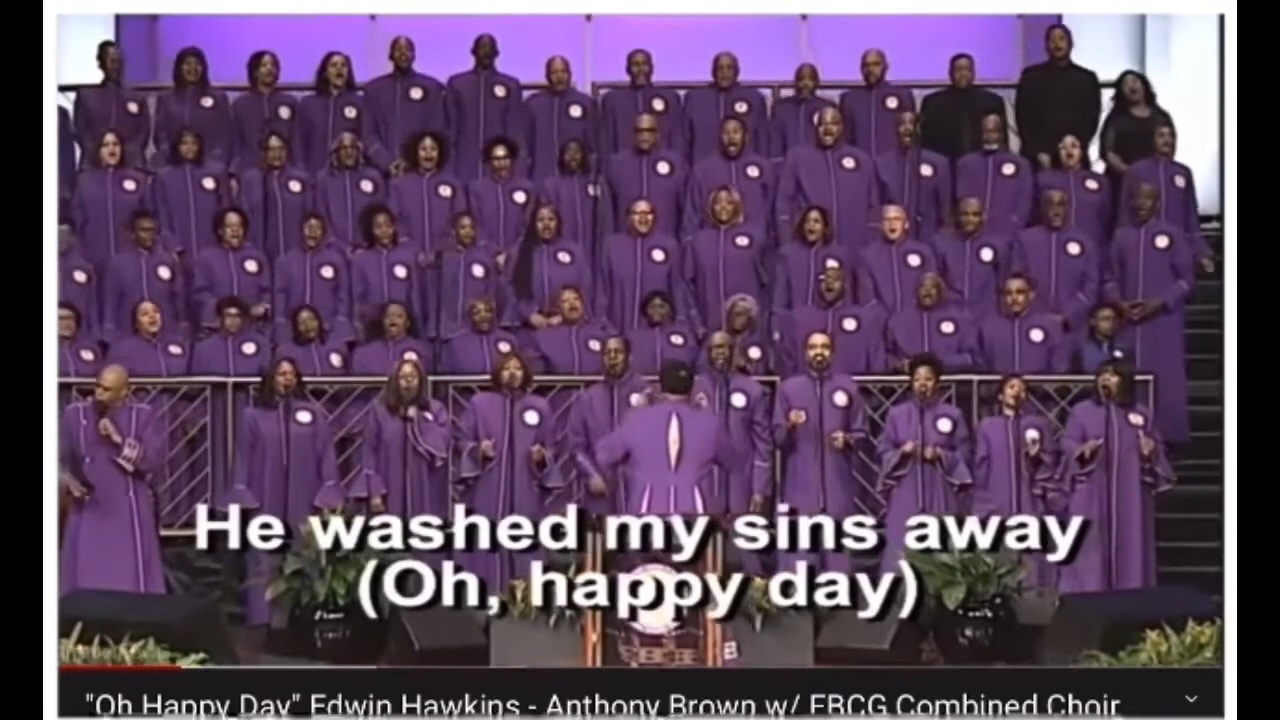 He washed my sins away
(Oh, happy day)
"Oh Happy Day" Edwin Hawkins - Anthony Brown w/ FBCG Combined Choir